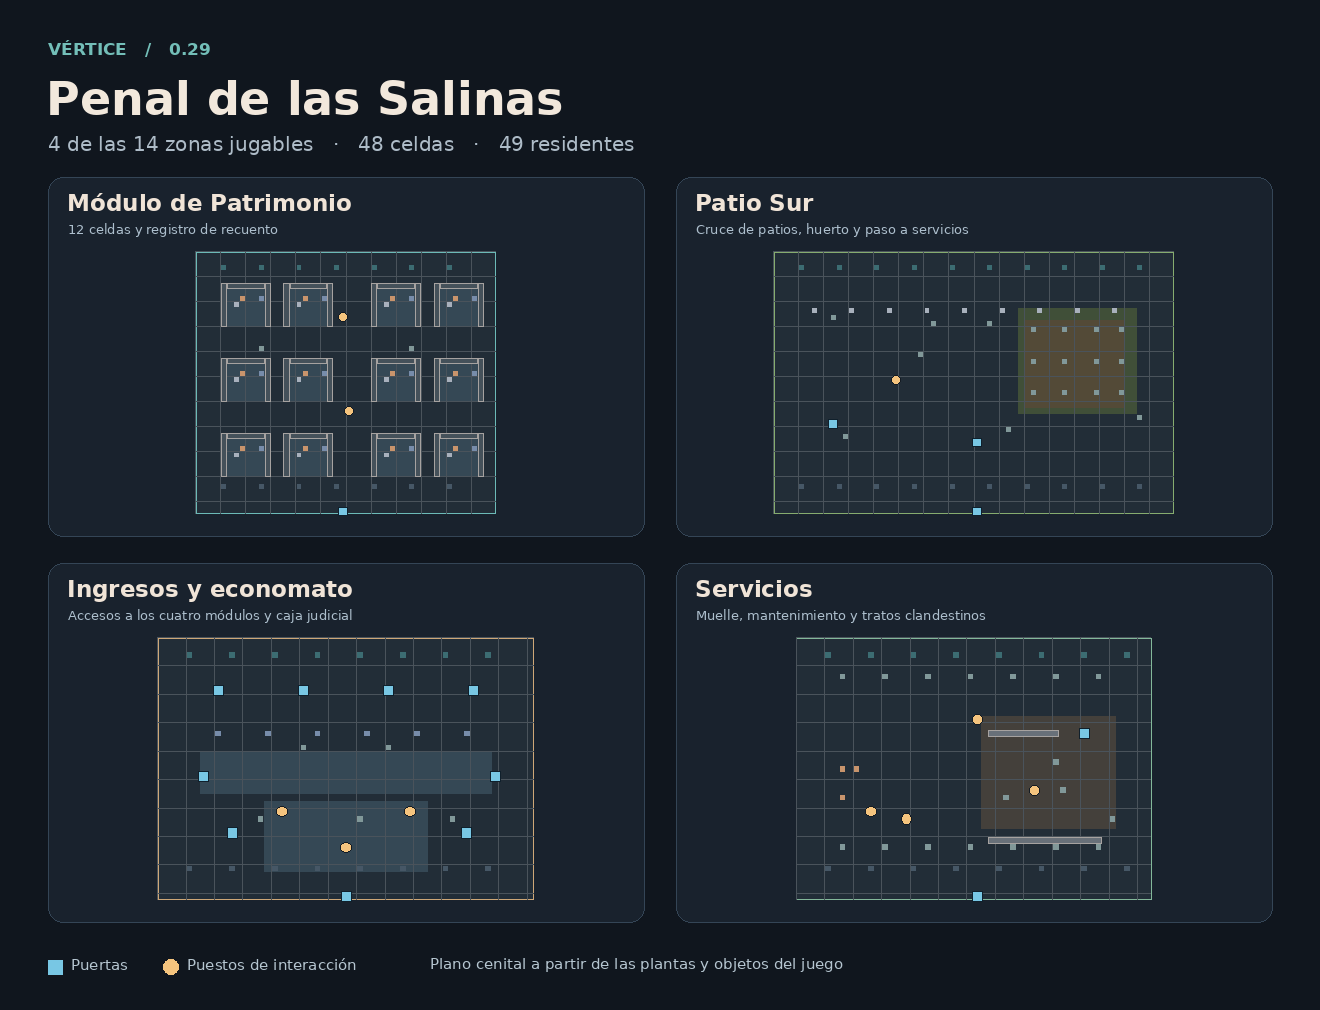 VÉRTICE / 0.29
Penal de las Salinas
4 de las 14 zonas jugables · 48 celdas · 49 residentes
Módulo de Patrimonio
12 celdas y registro de recuento
Patio Sur
Cruce de patios, huerto y paso a servicios
Ingresos y economato
Accesos a los cuatro módulos y caja judicial
Servicios
Muelle, mantenimiento y tratos clandestinos
Puertas
Puestos de interacción
Plano cenital a partir de las plantas y objetos del juego